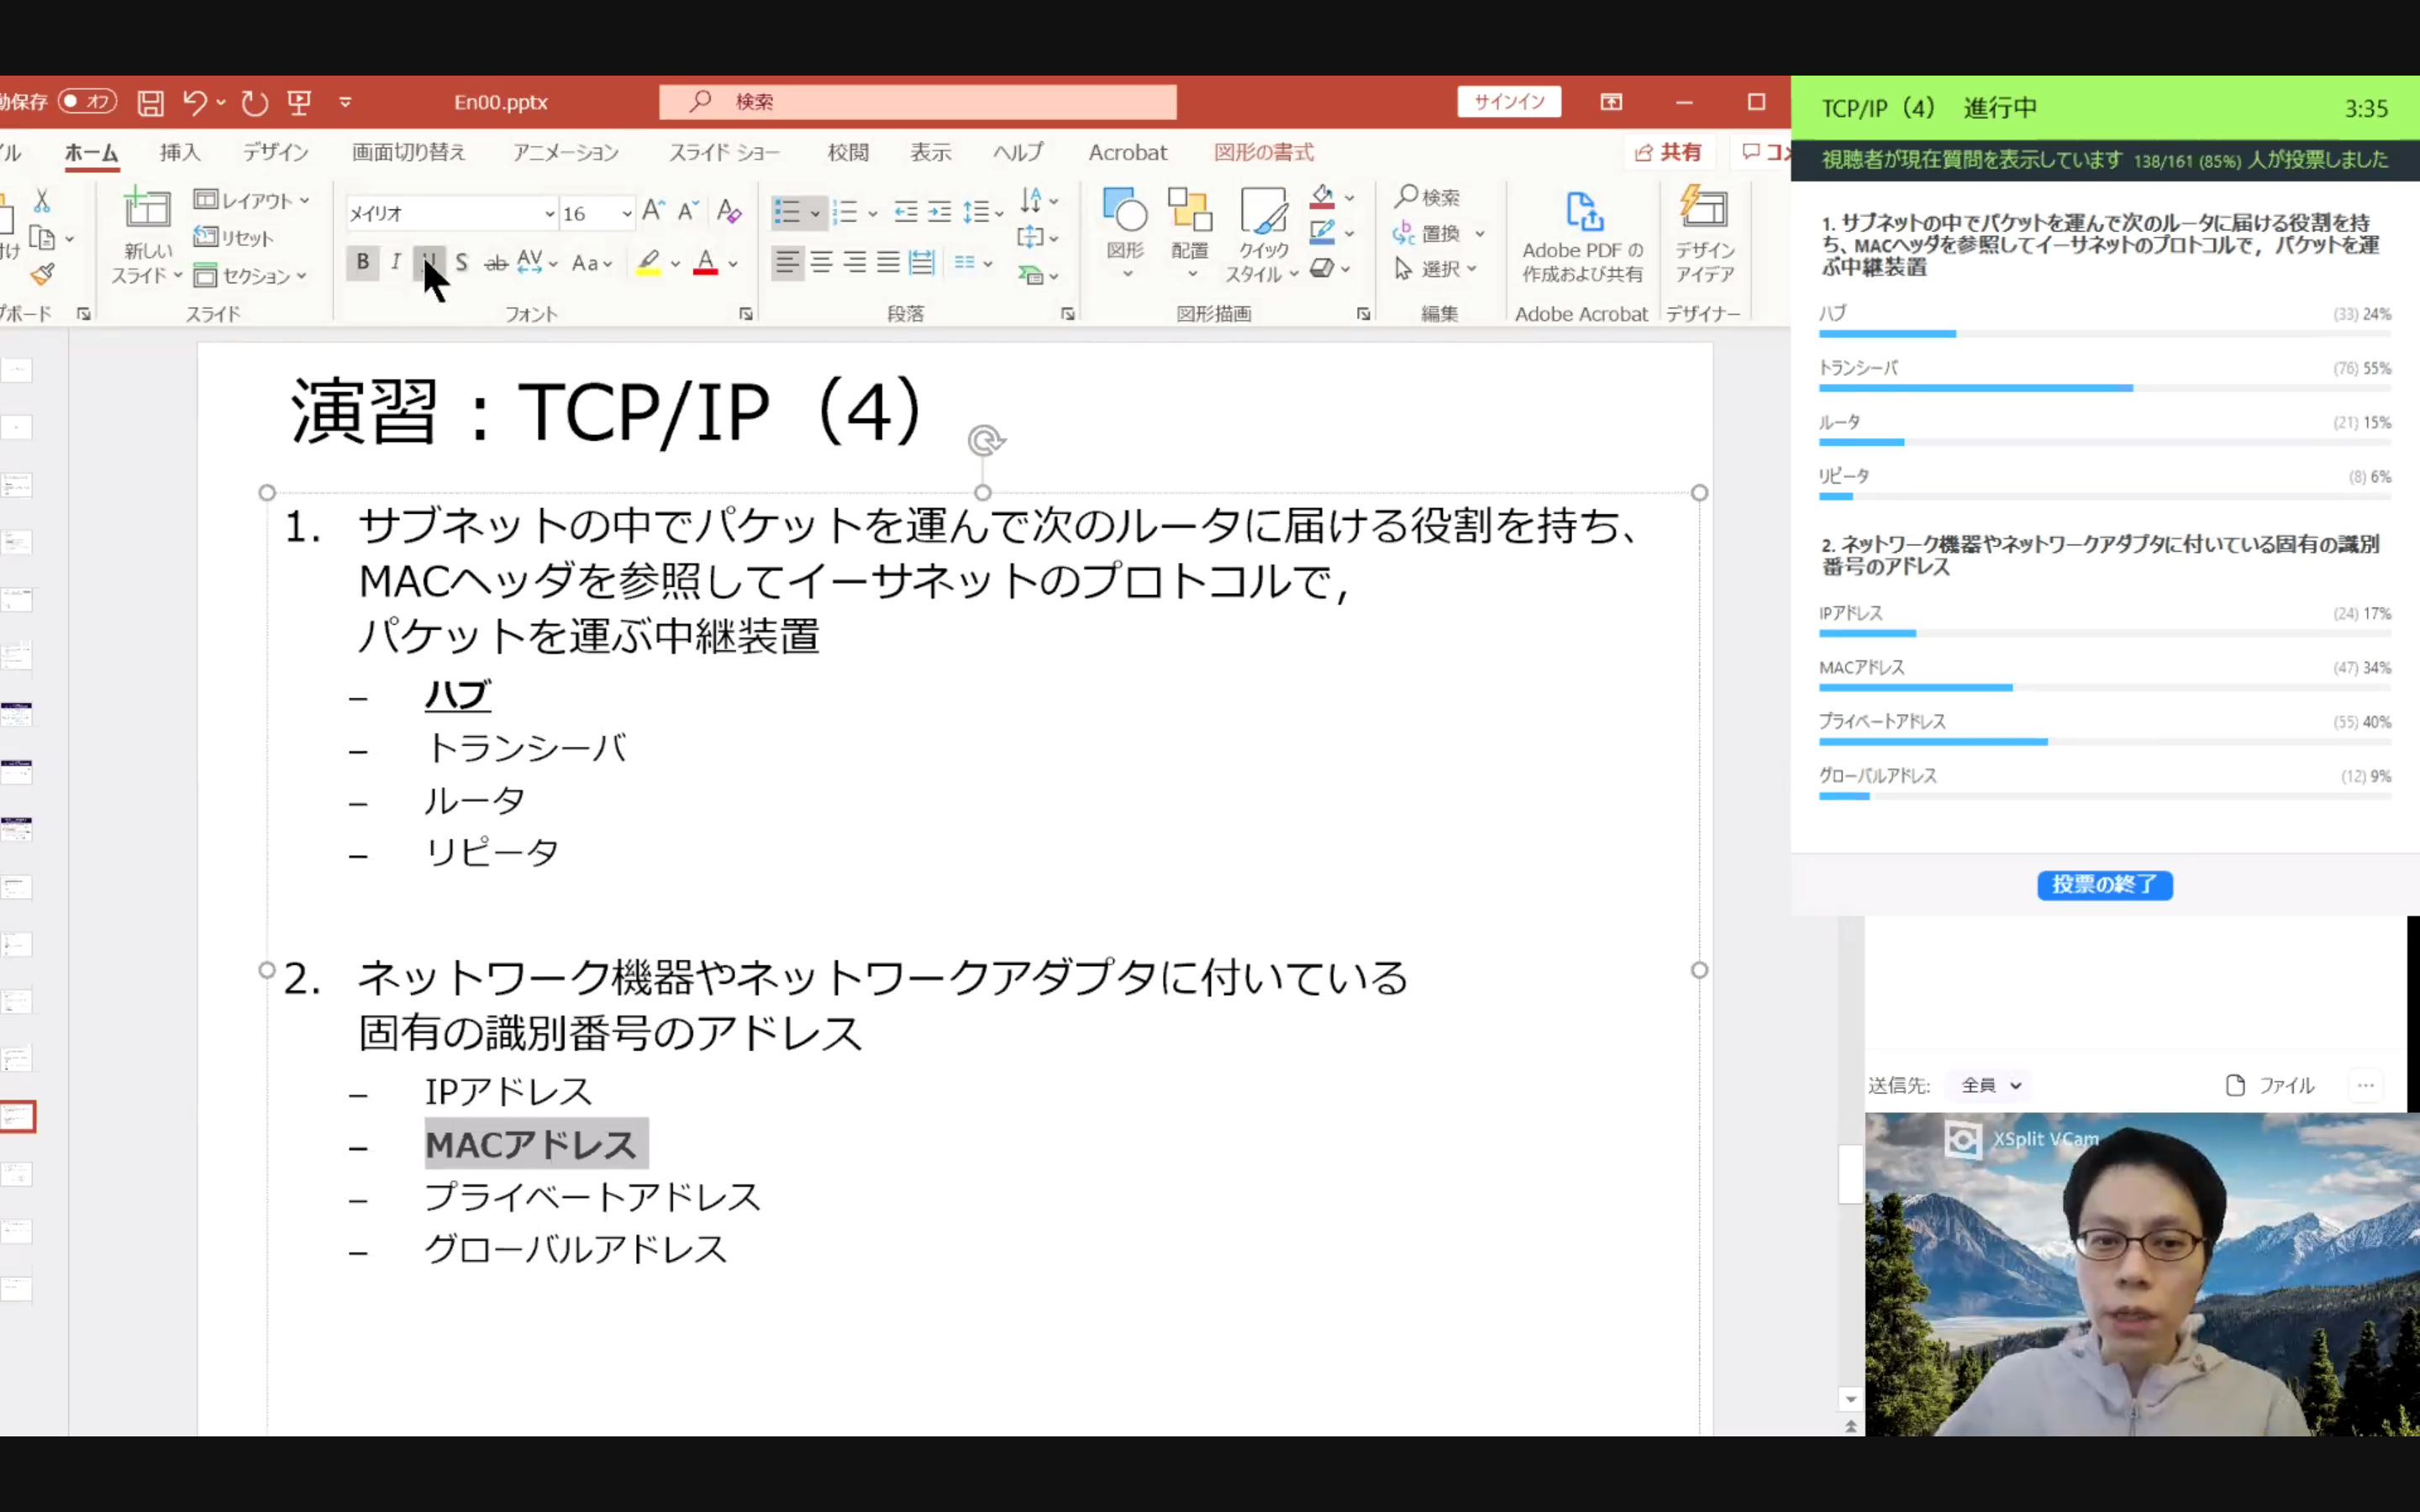 動保存 オフ En00.pptx 検索 サインイン
ル ホーム 挿入 デザイン 画面切り替え アニメーション スライド ショー 校閲 表示 ヘルプ Acrobat 図形の書式 共有 コメ
付け
新しい
スライド
レイアウト
リセット
セクション
メイリオ 16
B I U S ab AV Aa A
図形 配置 クイック
スタイル
検索
置換
選択
Adobe PDF の
作成および共有
デザイン
アイデア
プボード スライド フォント 段落 図形描画 編集 Adobe Acrobat デザイナー
演習：TCP/IP（4）
1. サブネットの中でパケットを運んで次のルータに届ける役割を持ち、
MACヘッダを参照してイーサネットのプロトコルで，
パケットを運ぶ中継装置
– ハブ
– トランシーバ
– ルータ
– リピータ
2. ネットワーク機器やネットワークアダプタに付いている
固有の識別番号のアドレス
– IPアドレス
– MACアドレス
– プライベートアドレス
– グローバルアドレス
TCP/IP（4） 進行中 3:35
視聴者が現在質問を表示しています 138/161 (85%) 人が投票しました
1. サブネットの中でパケットを運んで次のルータに届ける役割を持
ち、MACヘッダを参照してイーサネットのプロトコルで，パケットを運
ぶ中継装置
ハブ (33) 24%
トランシーバ (76) 55%
ルータ (21) 15%
リピータ (8) 6%
2. ネットワーク機器やネットワークアダプタに付いている固有の識別
番号のアドレス
IPアドレス (24) 17%
MACアドレス (47) 34%
プライベートアドレス (55) 40%
グローバルアドレス (12) 9%
投票の終了
送信先: 全員 ファイル
XSplit VCam